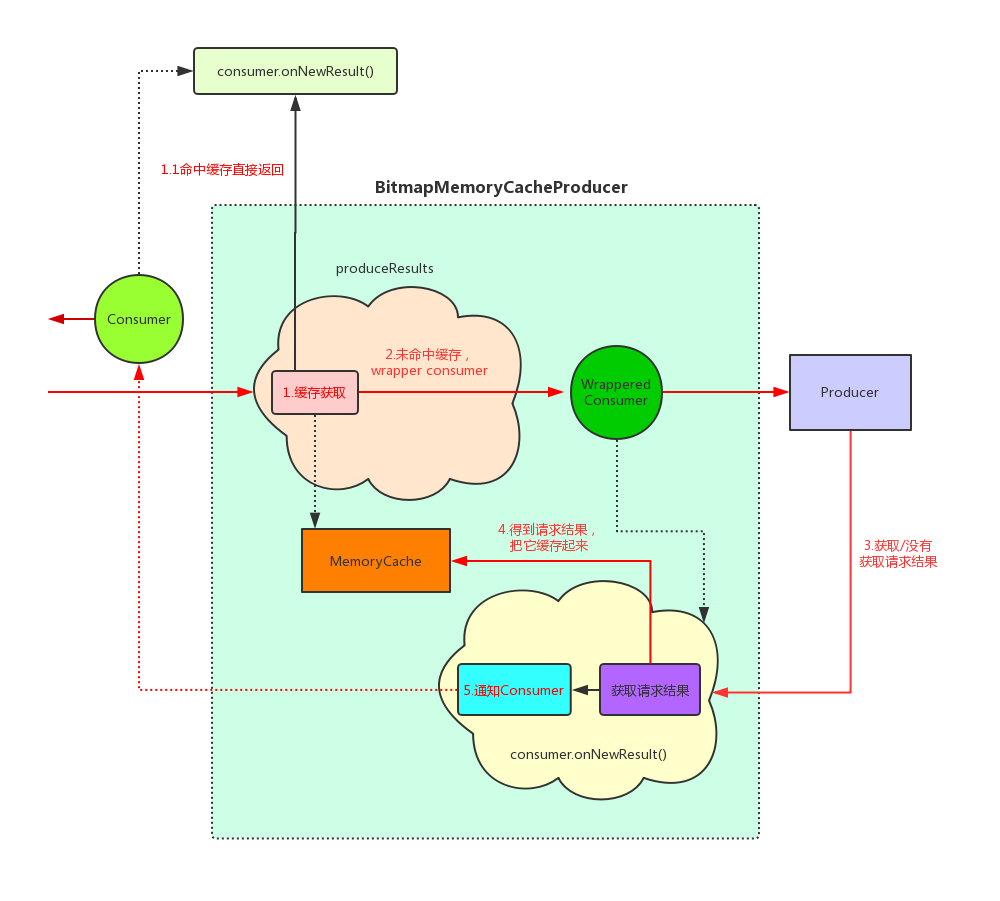 consumer.onNewResult()
1.1命中缓存直接返回
BitmapMemoryCacheProducer
produceResults
Consumer
2.未命中缓存，
wrapper consumer
1.缓存获取
Wrappered
Consumer
Producer
4.得到请求结果，
把它缓存起来
3.获取/没有
获取请求结果
MemoryCache
5.通知Consumer
获取请求结果
consumer.onNewResult()